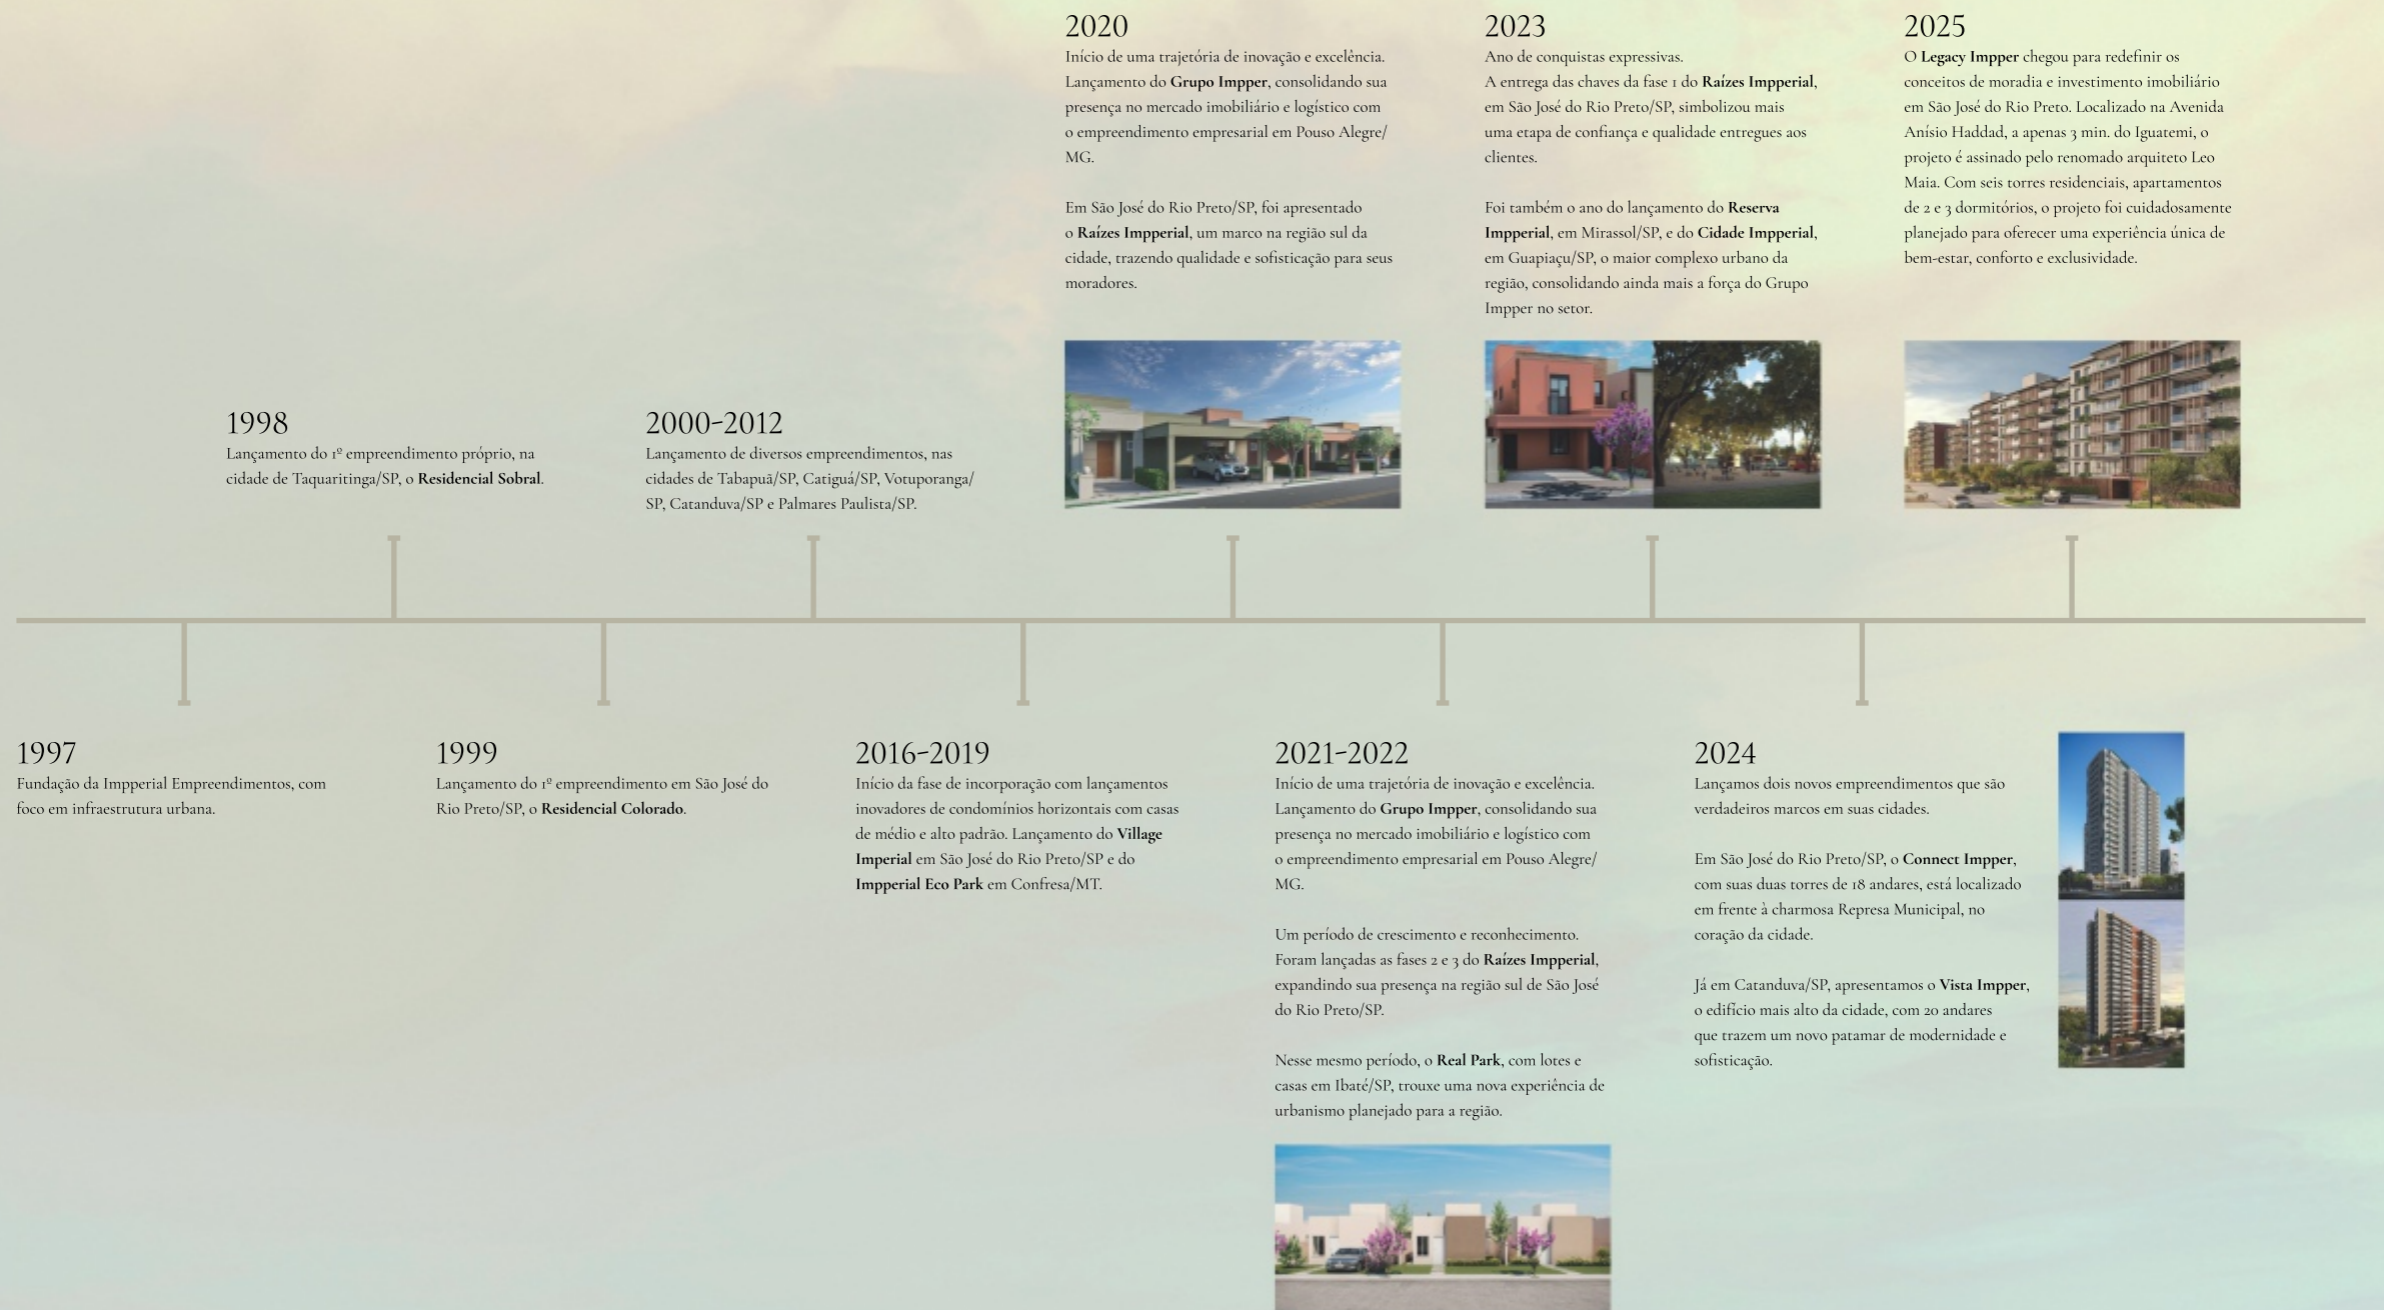 2020
Início de uma trajetória de inovação e excelência.
Lançamento do Grupo Impper, consolidando sua
presença no mercado imobiliário e logístico com
o empreendimento empresarial em Pouso Alegre/
MG.
Em São José do Rio Preto/SP, foi apresentado
o Raízes Impperial, um marco na região sul da
cidade, trazendo qualidade e sofisticação para seus
moradores.
2023
Ano de conquistas expressivas.
A entrega das chaves da fase 1 do Raízes Impperial,
em São José do Rio Preto/SP, simbolizou mais
uma etapa de confiança e qualidade entregues aos
clientes.
Foi também o ano do lançamento do Reserva
Impperial, em Mirassol/SP, e do Cidade Impperial,
em Guapiaçu/SP, o maior complexo urbano da
região, consolidando ainda mais a força do Grupo
Impper no setor.
2025
O Legacy Impper chegou para redefinir os
conceitos de moradia e investimento imobiliário
em São José do Rio Preto. Localizado na Avenida
Anísio Haddad, a apenas 3 min. do Iguatemi, o
projeto é assinado pelo renomado arquiteto Leo
Maia. Com seis torres residenciais, apartamentos
de 2 e 3 dormitórios, o projeto foi cuidadosamente
planejado para oferecer uma experiência única de
bem-estar, conforto e exclusividade.
1998
Lançamento do 1º empreendimento próprio, na
cidade de Taquaritinga/SP, o Residencial Sobral.
2000-2012
Lançamento de diversos empreendimentos, nas
cidades de Tabapuã/SP, Catiguá/SP, Votuporanga/
SP, Catanduva/SP e Palmares Paulista/SP.
1997
Fundação da Impperial Empreendimentos, com
foco em infraestrutura urbana.
1999
Lançamento do 1º empreendimento em São José do
Rio Preto/SP, o Residencial Colorado.
2016-2019
Início da fase de incorporação com lançamentos
inovadores de condomínios horizontais com casas
de médio e alto padrão. Lançamento do Village
Imperial em São José do Rio Preto/SP e do
Impperial Eco Park em Confresa/MT.
2021-2022
Início de uma trajetória de inovação e excelência.
Lançamento do Grupo Impper, consolidando sua
presença no mercado imobiliário e logístico com
o empreendimento empresarial em Pouso Alegre/
MG.
Um período de crescimento e reconhecimento.
Foram lançadas as fases 2 e 3 do Raízes Impperial,
expandindo sua presença na região sul de São José
do Rio Preto/SP.
Nesse mesmo período, o Real Park, com lotes e
casas em Ibaté/SP, trouxe uma nova experiência de
urbanismo planejado para a região.
2024
Lançamos dois novos empreendimentos que são
verdadeiros marcos em suas cidades.
Em São José do Rio Preto/SP, o Connect Impper,
com suas duas torres de 18 andares, está localizado
em frente à charmosa Represa Municipal, no
coração da cidade.
Já em Catanduva/SP, apresentamos o Vista Impper,
o edifício mais alto da cidade, com 20 andares
que trazem um novo patamar de modernidade e
sofisticação.